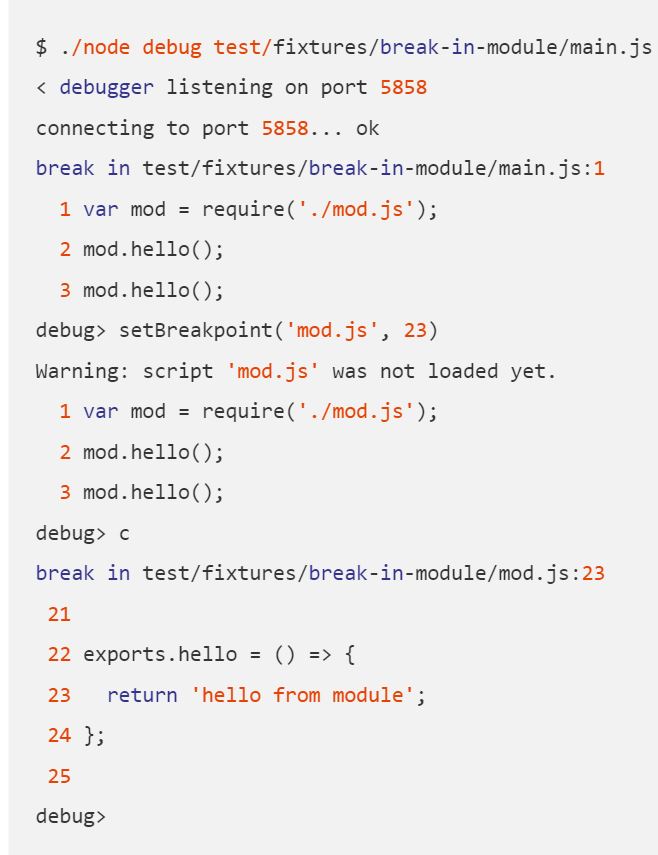 $ ./node debug test/fixtures/break-in-module/main.js
< debugger listening on port 5858
connecting to port 5858... ok
break in test/fixtures/break-in-module/main.js:1
  1 var mod = require('./mod.js');
  2 mod.hello();
  3 mod.hello();
debug> setBreakpoint('mod.js', 23)
Warning: script 'mod.js' was not loaded yet.
  1 var mod = require('./mod.js');
  2 mod.hello();
  3 mod.hello();
debug> c
break in test/fixtures/break-in-module/mod.js:23
 21
 22 exports.hello = () => {
 23   return 'hello from module';
 24 };
 25
debug>